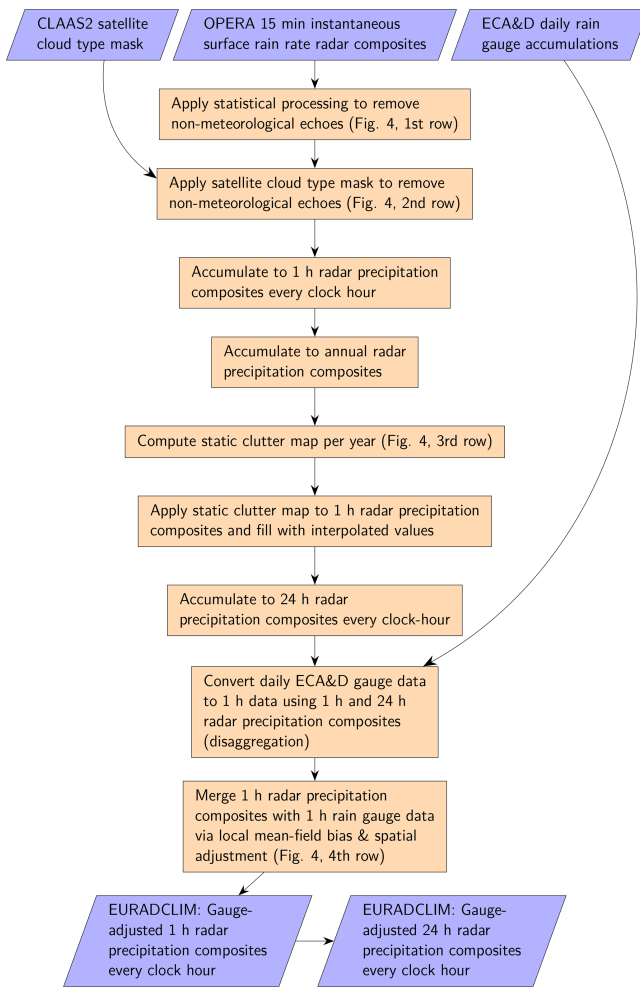 CLAAS2 satellite
cloud type mask
OPERA 15 min instantaneous
surface rain rate radar composites
ECA&D daily rain
gauge accumulations
Apply statistical processing to remove
non-meteorological echoes (Fig. 4, 1st row)
Apply satellite cloud type mask to remove
non-meteorological echoes (Fig. 4, 2nd row)
Accumulate to 1 h radar precipitation
composites every clock hour
Accumulate to annual radar
precipitation composites
Compute static clutter map per year (Fig. 4, 3rd row)
Apply static clutter map to 1 h radar precipitation
composites and fill with interpolated values
Accumulate to 24 h radar
precipitation composites every clock-hour
Convert daily ECA&D gauge data
to 1 h data using 1 h and 24 h
radar precipitation composites
(disaggregation)
Merge 1 h radar precipitation
composites with 1 h rain gauge data
via local mean-field bias & spatial
adjustment (Fig. 4, 4th row)
EURADCLIM: Gauge-
adjusted 1 h radar
precipitation composites
every clock hour
EURADCLIM: Gauge-
adjusted 24 h radar
precipitation composites
every clock hour